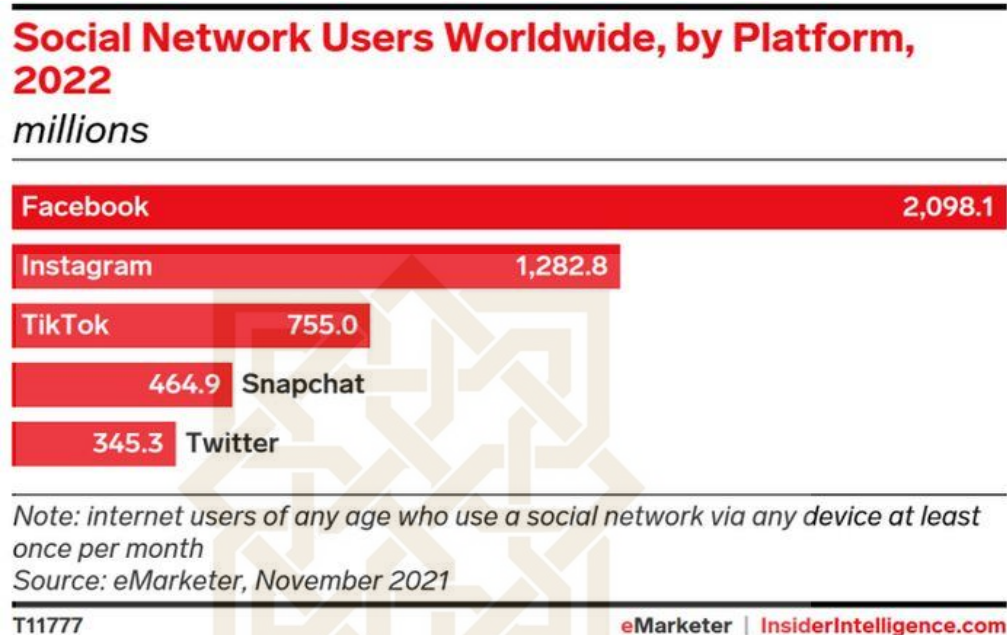 Social Network Users Worldwide, by Platform,
2022
millions
Facebook 2,098.1
Instagram 1,282.8
TikTok 755.0
464.9 Snapchat
345.3 Twitter
Note: internet users of any age who use a social network via any device at least
once per month
Source: eMarketer, November 2021
T11777 eMarketer | InsiderIntelligence.com